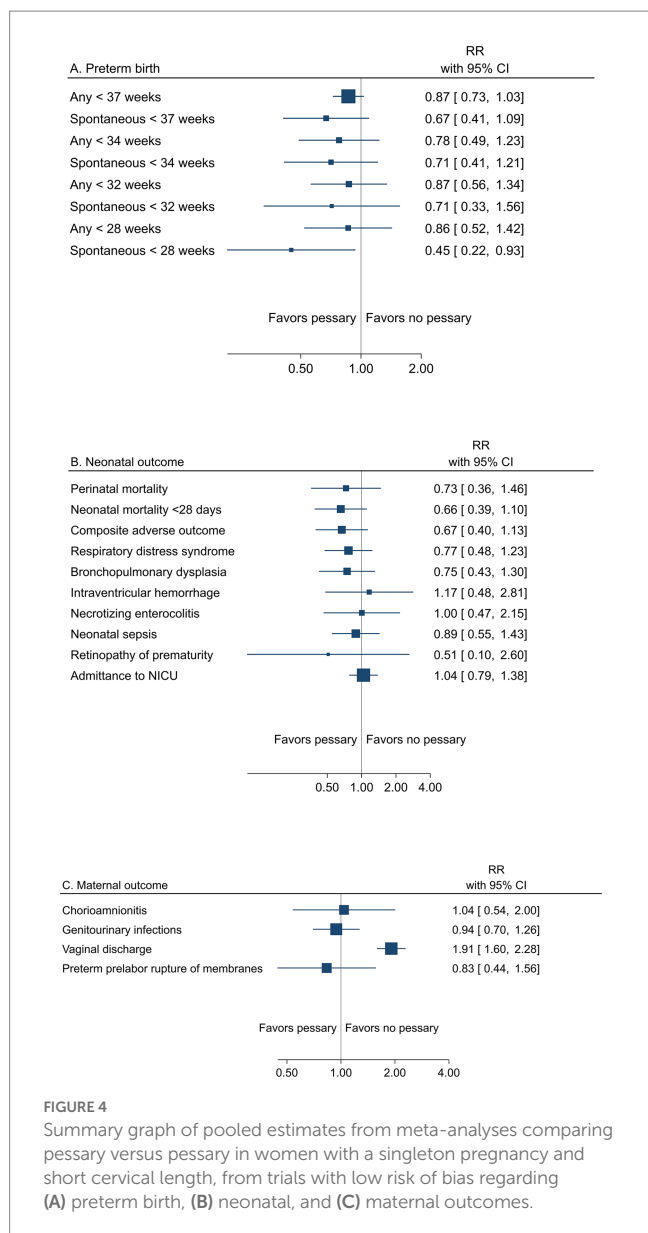 RR
A. Preterm birth with 95% CI
Any < 37 weeks 0.87 [ 0.73, 1.03]
Spontaneous < 37 weeks 0.67 [ 0.41, 1.09]
Any < 34 weeks 0.78 [ 0.49, 1.23]
Spontaneous < 34 weeks 0.71 [ 0.41, 1.21]
Any < 32 weeks 0.87 [ 0.56, 1.34]
Spontaneous < 32 weeks 0.71 [ 0.33, 1.56]
Any < 28 weeks 0.86 [ 0.52, 1.42]
Spontaneous < 28 weeks 0.45 [ 0.22, 0.93]
Favors pessary Favors no pessary
0.50 1.00 2.00
RR
B. Neonatal outcome with 95% CI
Perinatal mortality 0.73 [ 0.36, 1.46]
Neonatal mortality <28 days 0.66 [ 0.39, 1.10]
Composite adverse outcome 0.67 [ 0.40, 1.13]
Respiratory distress syndrome 0.77 [ 0.48, 1.23]
Bronchopulmonary dysplasia 0.75 [ 0.43, 1.30]
Intraventricular hemorrhage 1.17 [ 0.48, 2.81]
Necrotizing enterocolitis 1.00 [ 0.47, 2.15]
Neonatal sepsis 0.89 [ 0.55, 1.43]
Retinopathy of prematurity 0.51 [ 0.10, 2.60]
Admittance to NICU 1.04 [ 0.79, 1.38]
Favors pessary Favors no pessary
0.50 1.00 2.00 4.00
RR
C. Maternal outcome with 95% CI
Chorioamnionitis 1.04 [ 0.54, 2.00]
Genitourinary infections 0.94 [ 0.70, 1.26]
Vaginal discharge 1.91 [ 1.60, 2.28]
Preterm prelabor rupture of membranes 0.83 [ 0.44, 1.56]
Favors pessary Favors no pessary
0.50 1.00 2.00 4.00
FIGURE 4
Summary graph of pooled estimates from meta-analyses comparing
pessary versus pessary in women with a singleton pregnancy and
short cervical length, from trials with low risk of bias regarding
(A) preterm birth, (B) neonatal, and (C) maternal outcomes.